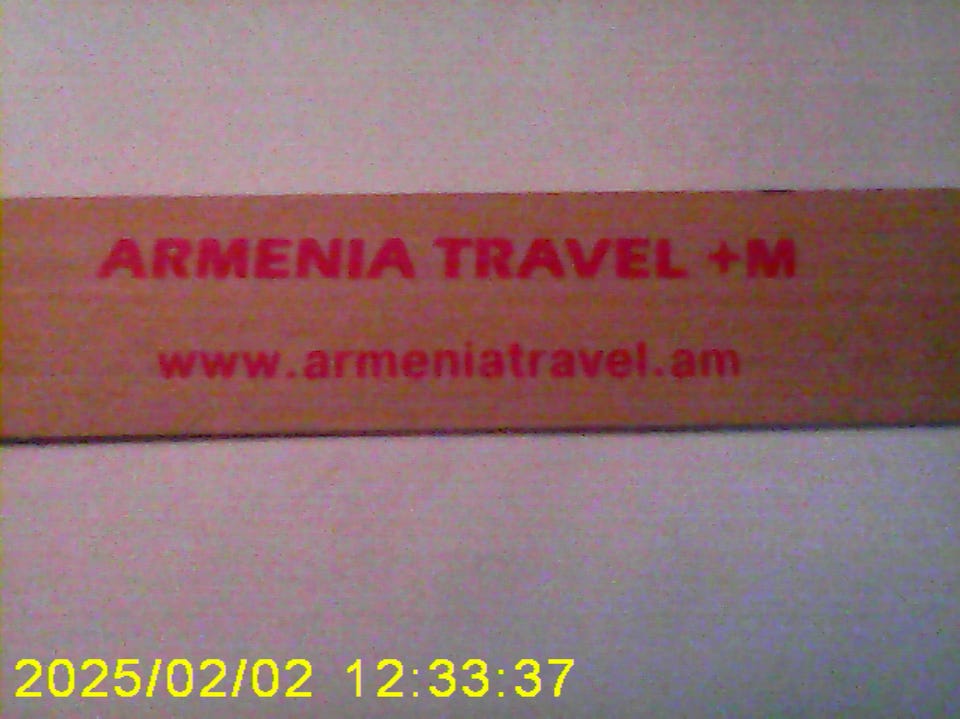 ARMENIA TRAVEL +M
www.armeniatravel.am
2025/02/02 12:33:37